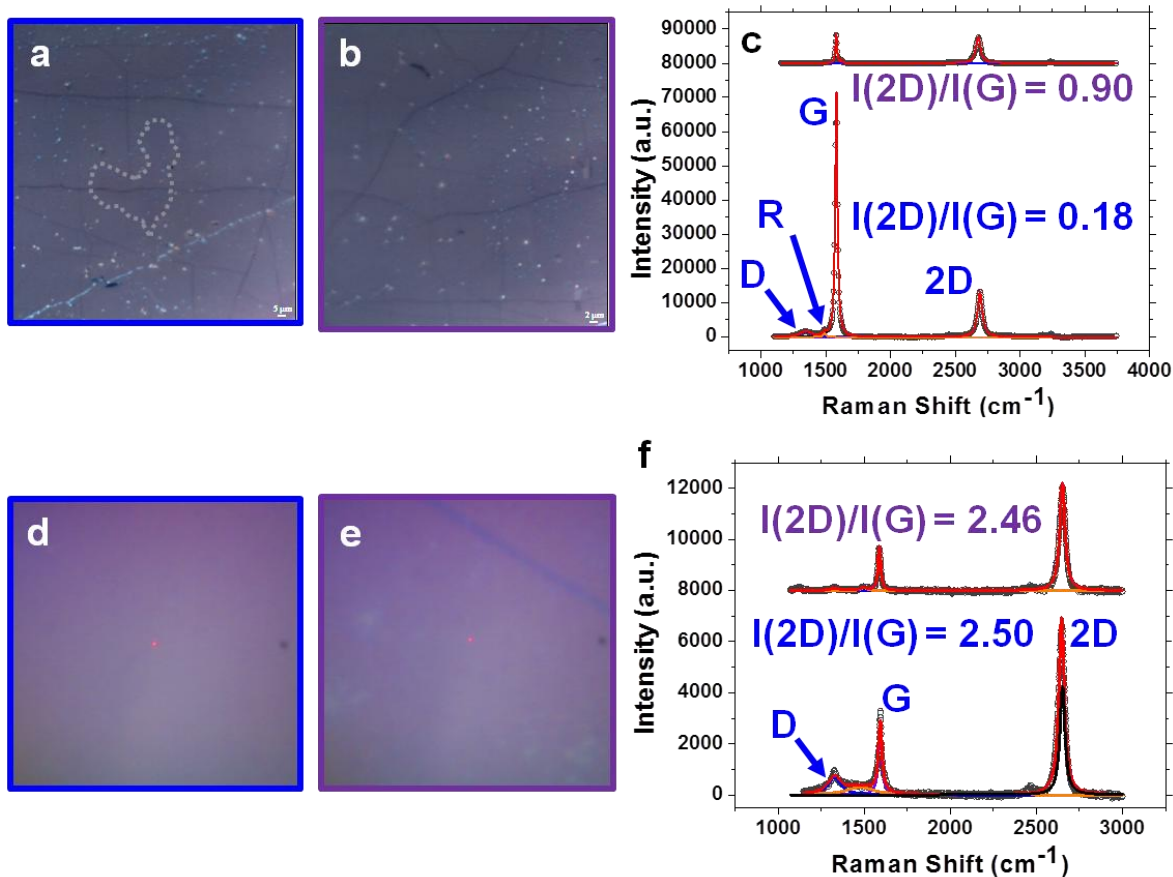 a
5 µm
b
2 µm
c
90000
80000
70000
60000
50000
40000
30000
20000
10000
0
Intensity (a.u.)
I(2D)/I(G) = 0.90
G
I(2D)/I(G) = 0.18
R
D
2D
1000 1500 2000 2500 3000 3500 4000
Raman Shift (cm-1)
d
e
f
12000
10000
8000
6000
4000
2000
0
Intensity (a.u.)
I(2D)/I(G) = 2.46
I(2D)/I(G) = 2.50
2D
G
D
1000 1500 2000 2500 3000
Raman Shift (cm-1)